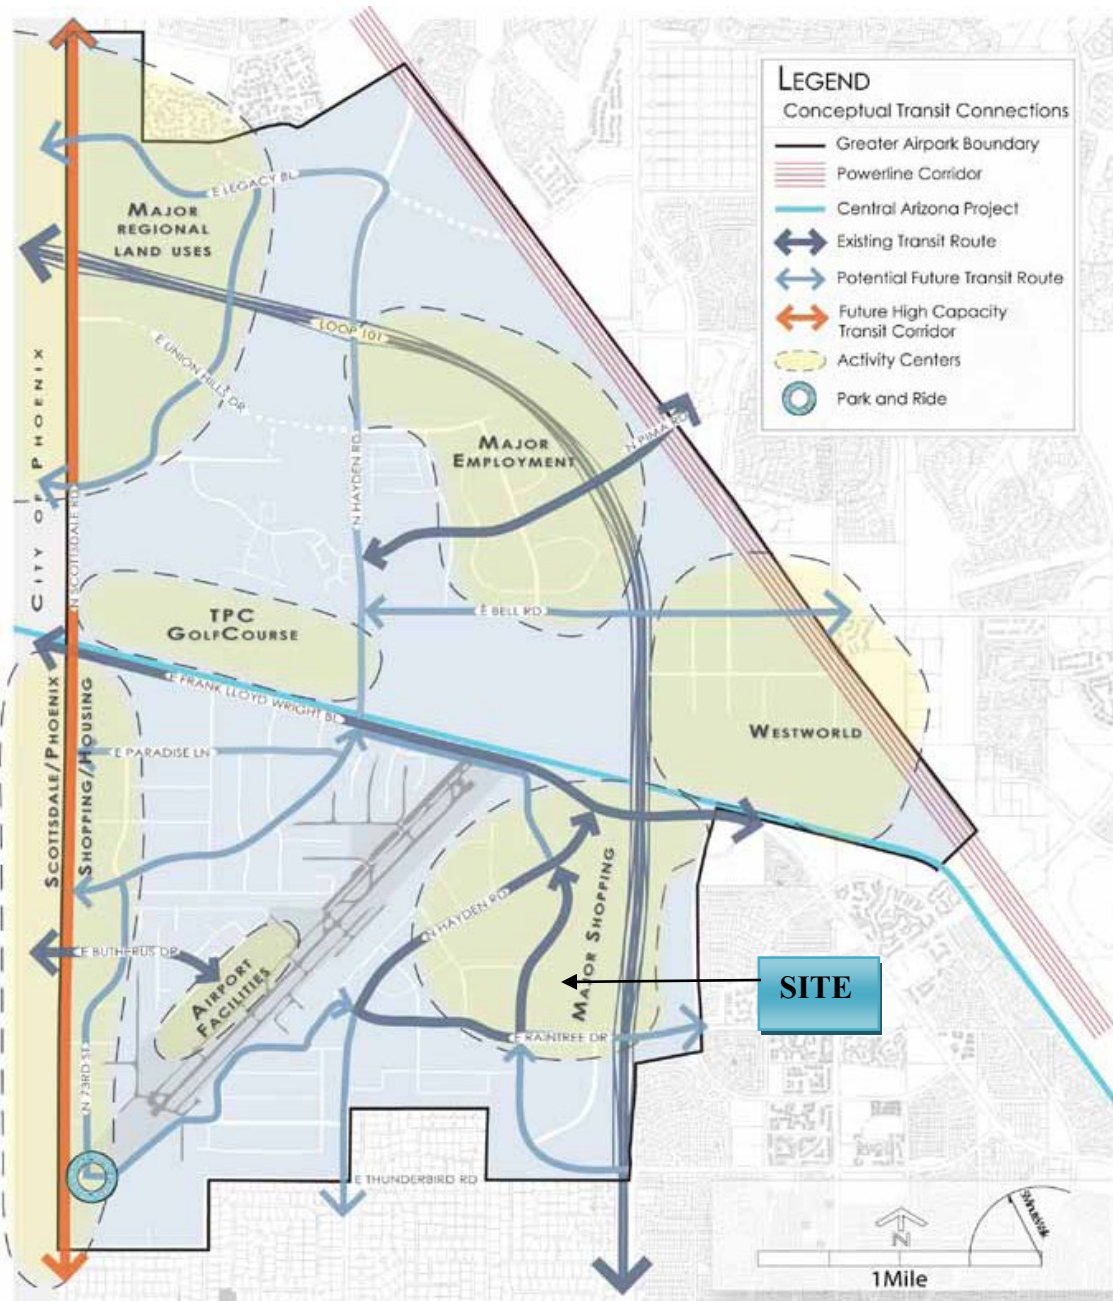 LEGEND
Conceptual Transit Connections
Greater Airpark Boundary
Powerline Corridor
Central Arizona Project
Existing Transit Route
Potential Future Transit Route
Future High Capacity
Transit Corridor
Activity Centers
Park and Ride
E LEGACY BL
MAJOR
REGIONAL
LAND USES
LOOP 101
E UNION HILLS DR
CITY OF PHOENIX
N SCOTTSDALE RD
N HAYDEN RD
MAJOR
EMPLOYMENT
N PIMA RD
E BELL RD
TPC
GOLFCOURSE
E FRANK LLOYD WRIGHT BL
WESTWORLD
SCOTTSDALE/PHOENIX
SHOPPING/HOUSING
E PARADISE LN
N HAYDEN RD
MAJOR SHOPPING
E BUTHERUS DR
AIRPORT
FACILITIES
SITE
E RAINTREE DR
N 73RD ST
E THUNDERBIRD RD
N
1Mile